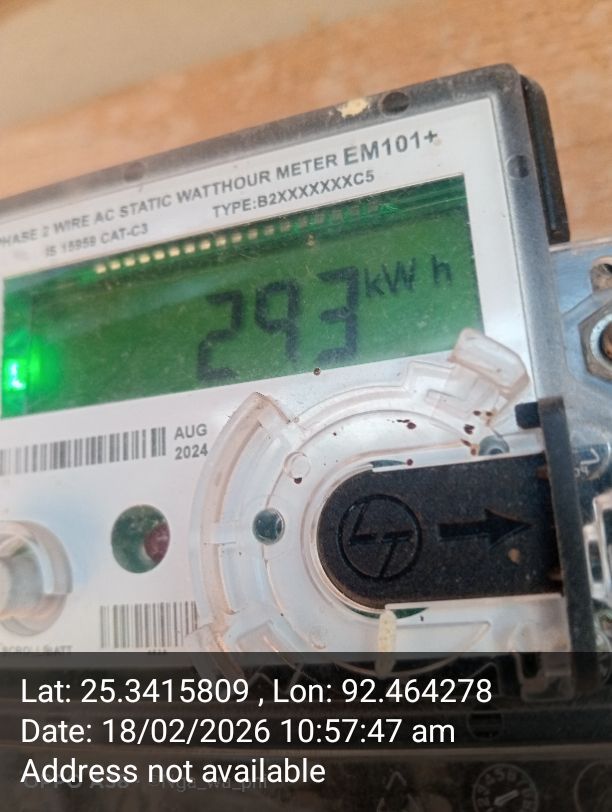 PHASE 2 WIRE AC STATIC WATTHOUR METER EM101+
IS 15959 CAT-C3 TYPE:B2XXXXXXXC5
293 kW h
AUG
2024
LT
Lat: 25.3415809 , Lon: 92.464278
Date: 18/02/2026 10:57:47 am
Address not available